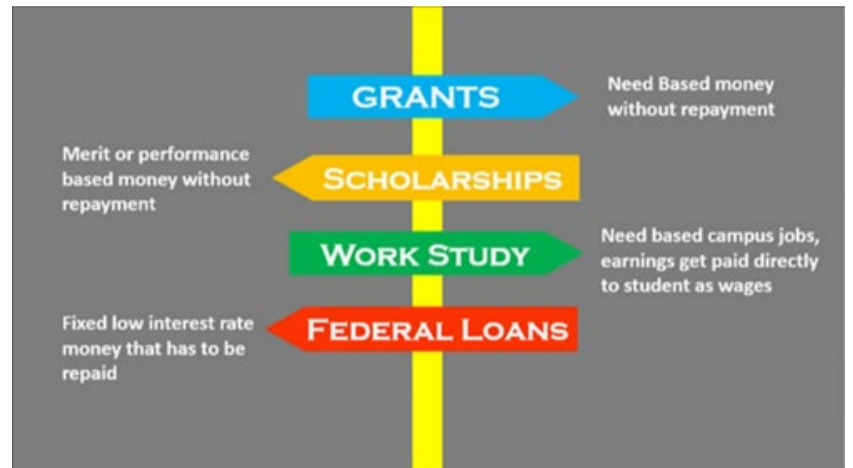 GRANTS
Need Based money
without repayment
Merit or performance
based money without
repayment
SCHOLARSHIPS
WORK STUDY
Need based campus jobs,
earnings get paid directly
to student as wages
Fixed low interest rate
money that has to be
repaid
FEDERAL LOANS